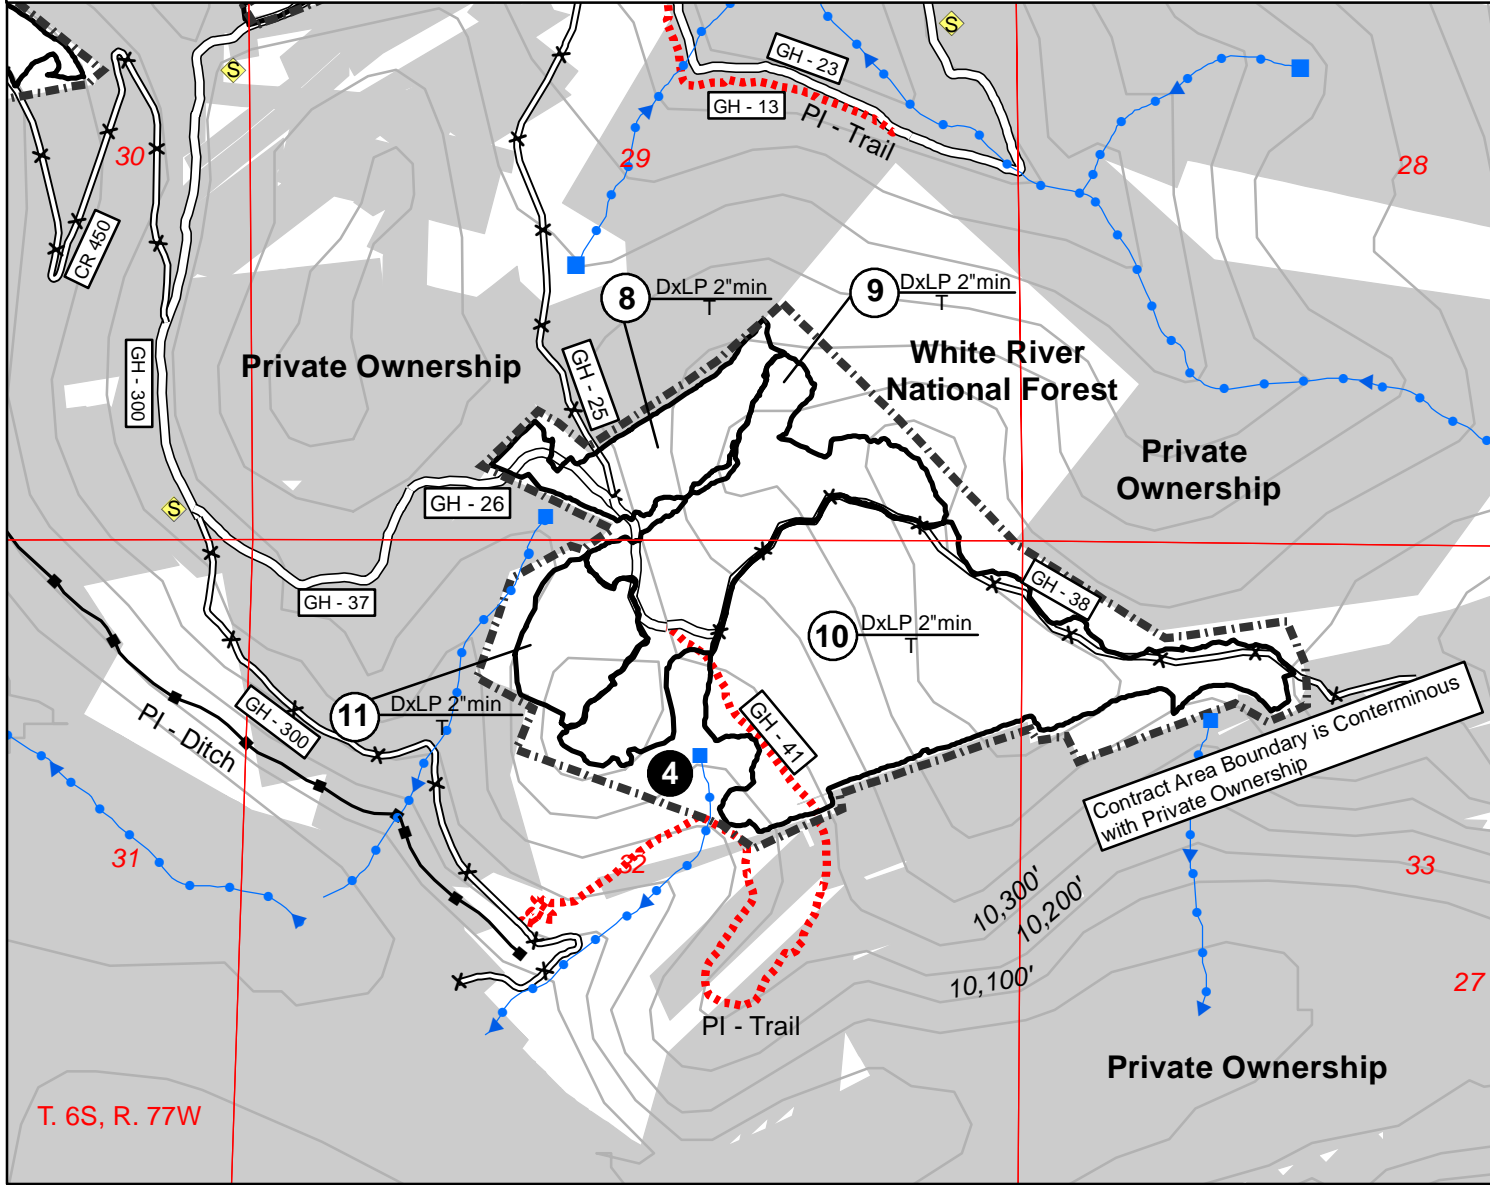 S
S
GH - 23
GH - 13
PI - Trail
30
29
28
CR 450
8
DxLP 2"min
T
9
DxLP 2"min
T
GH - 300
Private Ownership
GH - 25
White River
National Forest
Private
Ownership
GH - 26
S
GH - 37
GH - 38
10
DxLP 2"min
T
11
DxLP 2"min
T
PI - Ditch
GH - 300
GH - 41
4
Contract Area Boundary is Conterminous
with Private Ownership
31
32
33
10,300'
10,200'
10,100'
27
PI - Trail
Private Ownership
T. 6S, R. 77W